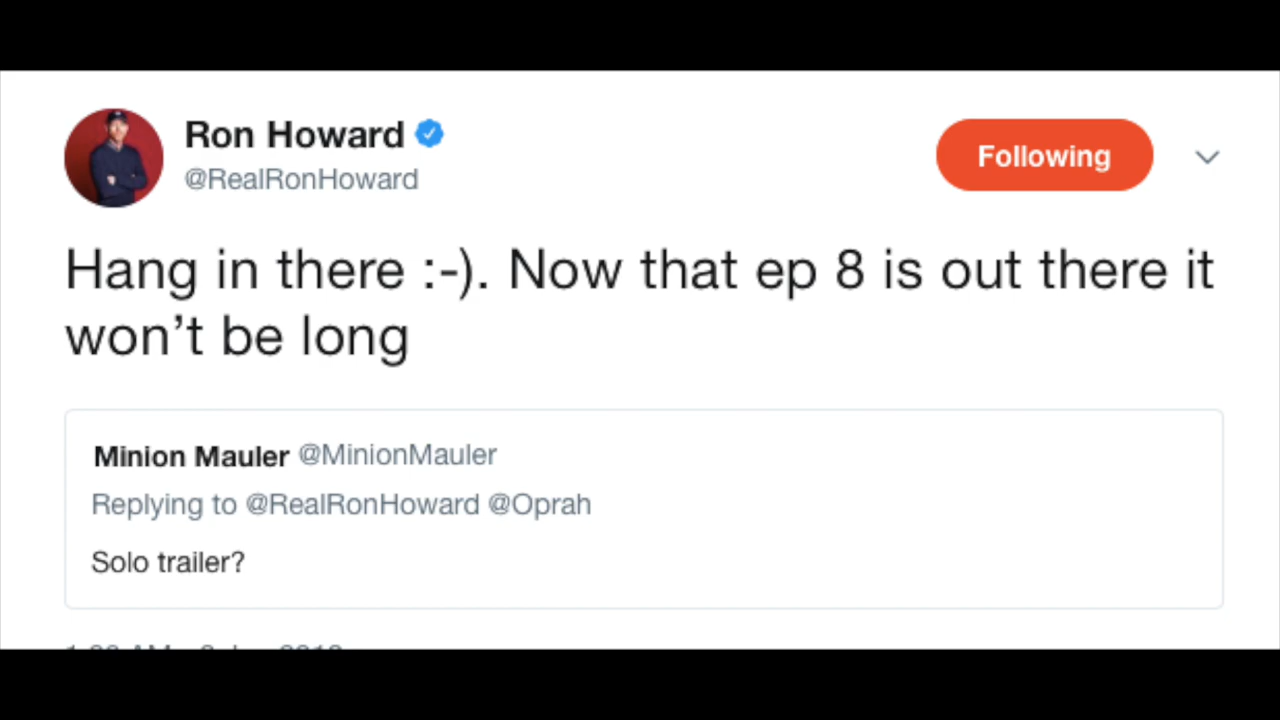 Ron Howard
@RealRonHoward
Following
Hang in there :-). Now that ep 8 is out there it
won’t be long
Minion Mauler @MinionMauler
Replying to @RealRonHoward @Oprah
Solo trailer?